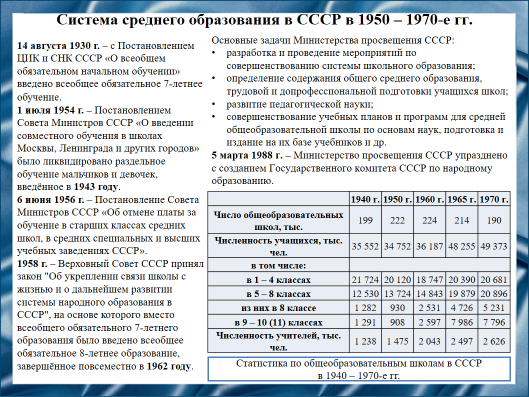 Система среднего образования в СССР в 1950 – 1970-е гг.
14 августа 1930 г. – с Постановлением
ЦИК и СНК СССР «О всеобщем
обязательном начальном обучении»
введено всеобщее обязательное 7-летнее
обучение.
1 июля 1954 г. – Постановлением
Совета Министров СССР «О введении
совместного обучения в школах
Москвы, Ленинграда и других городов»
было ликвидировано раздельное
обучение мальчиков и девочек,
введённое в 1943 году.
6 июня 1956 г. – Постановление Совета
Министров СССР «Об отмене платы за
обучение в старших классах средних
школ, в средних специальных и высших
учебных заведениях СССР».
1958 г. – Верховный Совет СССР принял
закон "Об укреплении связи школы с
жизнью и о дальнейшем развитии
системы народного образования в
СССР", на основе которого вместо
всеобщего обязательного 7-летнего
образования было введено всеобщее
обязательное 8-летнее образование,
завершённое повсеместно в 1962 году.
Основные задачи Министерства просвещения СССР:
• разработка и проведение мероприятий по
совершенствованию системы школьного образования;
• определение содержания общего среднего образования,
трудовой и допрофессиональной подготовки учащихся школ;
• развитие педагогической науки;
• совершенствование учебных планов и программ для средней
общеобразовательной школы по основам наук, подготовка и
издание на их базе учебников и др.
5 марта 1988 г. – Министерство просвещения СССР упразднено
с созданием Государственного комитета СССР по народному
образованию.
1940 г. 1950 г. 1960 г. 1965 г. 1970 г.
Число общеобразовательных
школ, тыс. 199 222 224 214 190
Численность учащихся, тыс.
чел. 35 552 34 752 36 187 48 255 49 373
в том числе:
в 1 – 4 классах 21 724 20 120 18 747 20 390 20 681
в 5 – 8 классах 12 530 13 724 14 843 19 879 20 896
из них в 8 классе 1 282 930 2 531 4 726 5 231
в 9 – 10 (11) классах 1 291 908 2 597 7 986 7 796
Численность учителей, тыс.
чел. 1 238 1 475 2 043 2 497 2 626
Статистика по общеобразовательным школам в СССР
в 1940 – 1970-е гг.